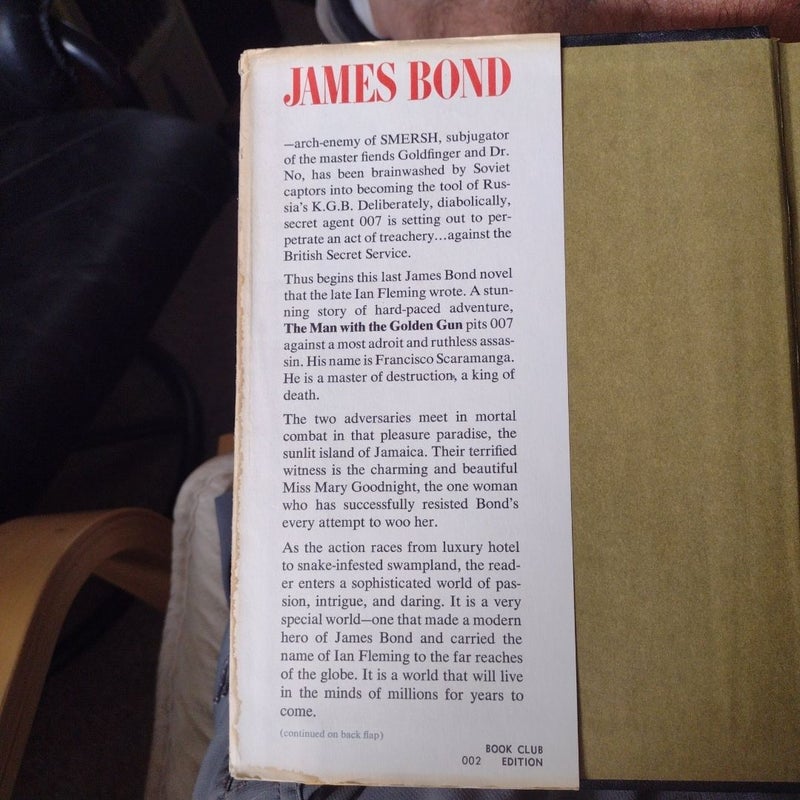 JAMES BOND
—arch-enemy of SMERSH, subjugator
of the master fiends Goldfinger and Dr.
No, has been brainwashed by Soviet
captors into becoming the tool of Rus-
sia's K.G.B. Deliberately, diabolically,
secret agent 007 is setting out to per-
petrate an act of treachery...against the
British Secret Service.
Thus begins this last James Bond novel
that the late Ian Fleming wrote. A stun-
ning story of hard-paced adventure,
The Man with the Golden Gun pits 007
against a most adroit and ruthless assas-
sin. His name is Francisco Scaramanga.
He is a master of destruction, a king of
death.
The two adversaries meet in mortal
combat in that pleasure paradise, the
sunlit island of Jamaica. Their terrified
witness is the charming and beautiful
Miss Mary Goodnight, the one woman
who has successfully resisted Bond's
every attempt to woo her.
As the action races from luxury hotel
to snake-infested swampland, the read-
er enters a sophisticated world of pas-
sion, intrigue, and daring. It is a very
special world—one that made a modern
hero of James Bond and carried the
name of Ian Fleming to the far reaches
of the globe. It is a world that will live
in the minds of millions for years to
come.
(continued on back flap)
BOOK CLUB
002 EDITION